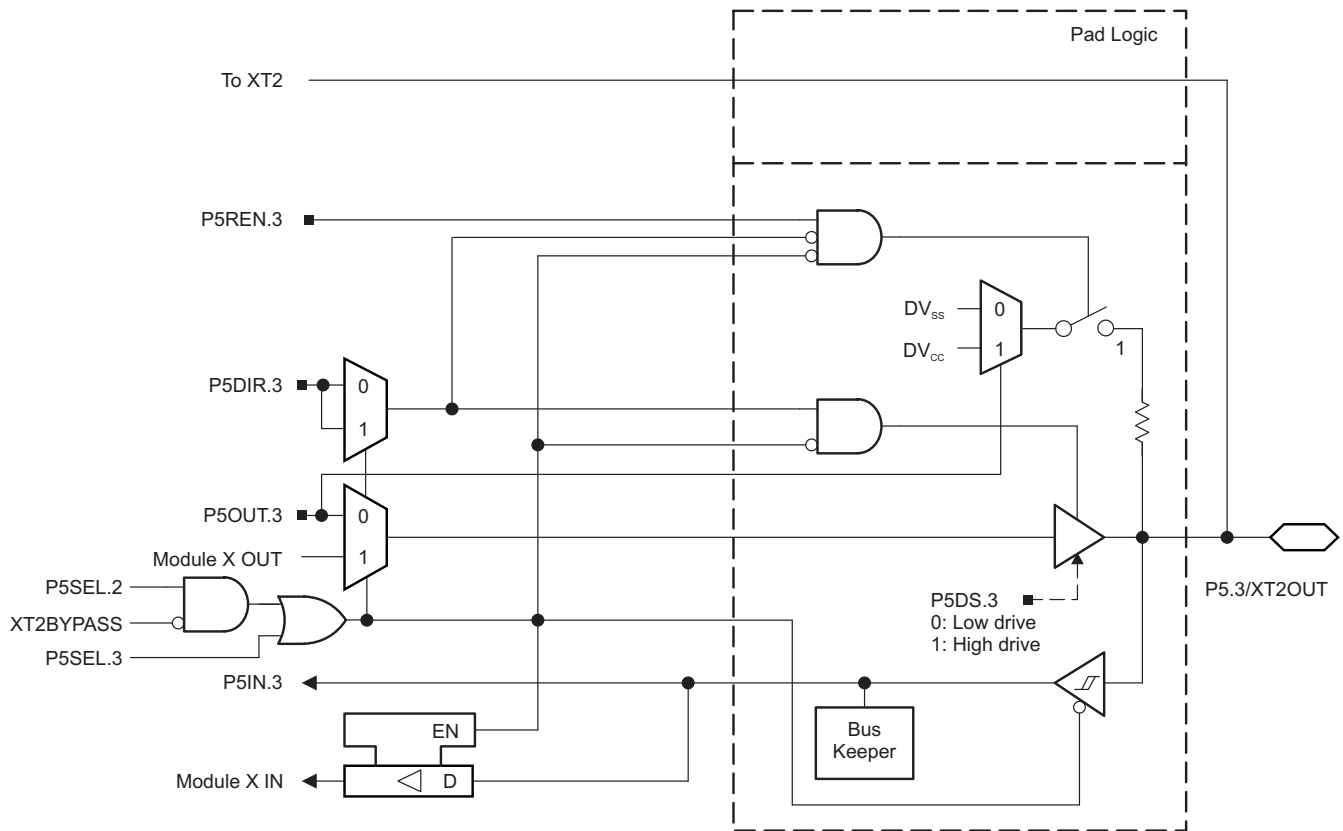 Pad Logic
To XT2
P5REN.3
DVSS
0
DVCC
1
1
P5DIR.3
0
1
P5OUT.3
0
Module X OUT
1
P5SEL.2
XT2BYPASS
P5SEL.3
P5DS.3
0: Low drive
1: High drive
P5.3/XT2OUT
P5IN.3
EN
Bus
Keeper
Module X IN
D